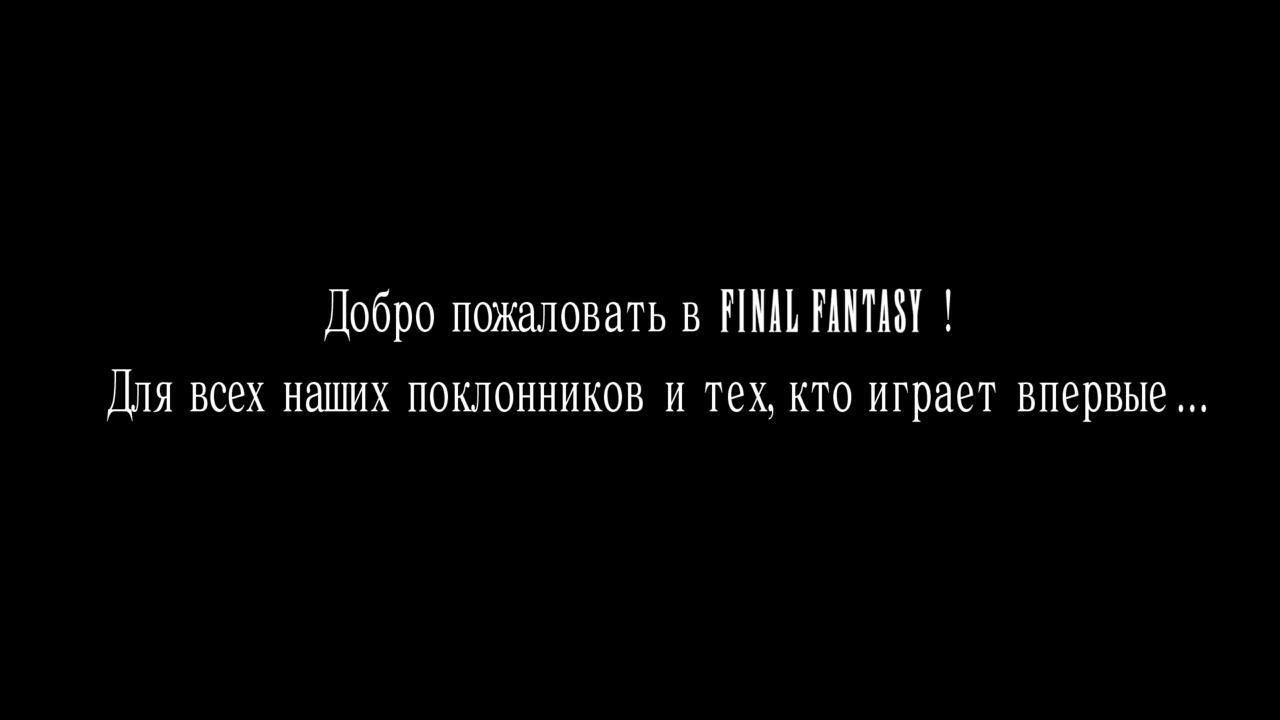 Добро пожаловать в FINAL FANTASY !
Для всех наших поклонников и тех, кто играет впервые...